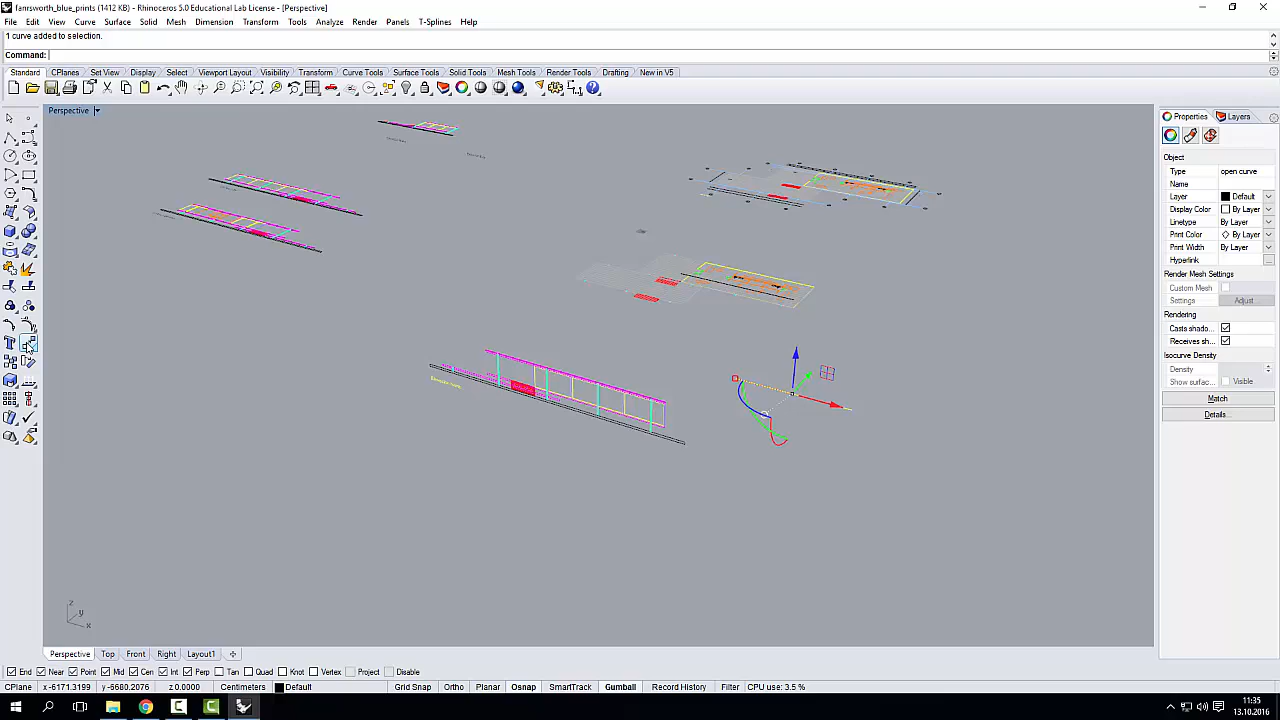 farnsworth_blue_prints (1412 KB) - Rhinoceros 5.0 Educational Lab License - [Perspective]
File Edit View Curve Surface Solid Mesh Dimension Transform Tools Analyze Render Panels T-Splines Help
1 curve added to selection.
Command:
Standard CPlanes Set View Display Select Viewport Layout Visibility Transform Curve Tools Surface Tools Solid Tools Mesh Tools Render Tools Drafting New in V5
Perspective
Properties Layers
Object
Type open curve
Name
Layer Default
Display Color By Layer
Linetype By Layer
Print Color By Layer
Print Width By Layer
Hyperlink ...
Render Mesh Settings
Custom Mesh
Settings Adjust...
Rendering
Casts shado...
Receives sh...
Isocurve Density
Density
Show surfac... Visible
Match
Details...
z
y
x
Perspective Top Front Right Layout1
End Near Point Mid Cen Int Perp Tan Quad Knot Vertex Project Disable
CPlane x -6171.3199 y -6680.2076 z 0.0000 Centimeters Default Grid Snap Ortho Planar Osnap SmartTrack Gumball Record History Filter CPU use: 3.5 %
11:35
13.10.2016